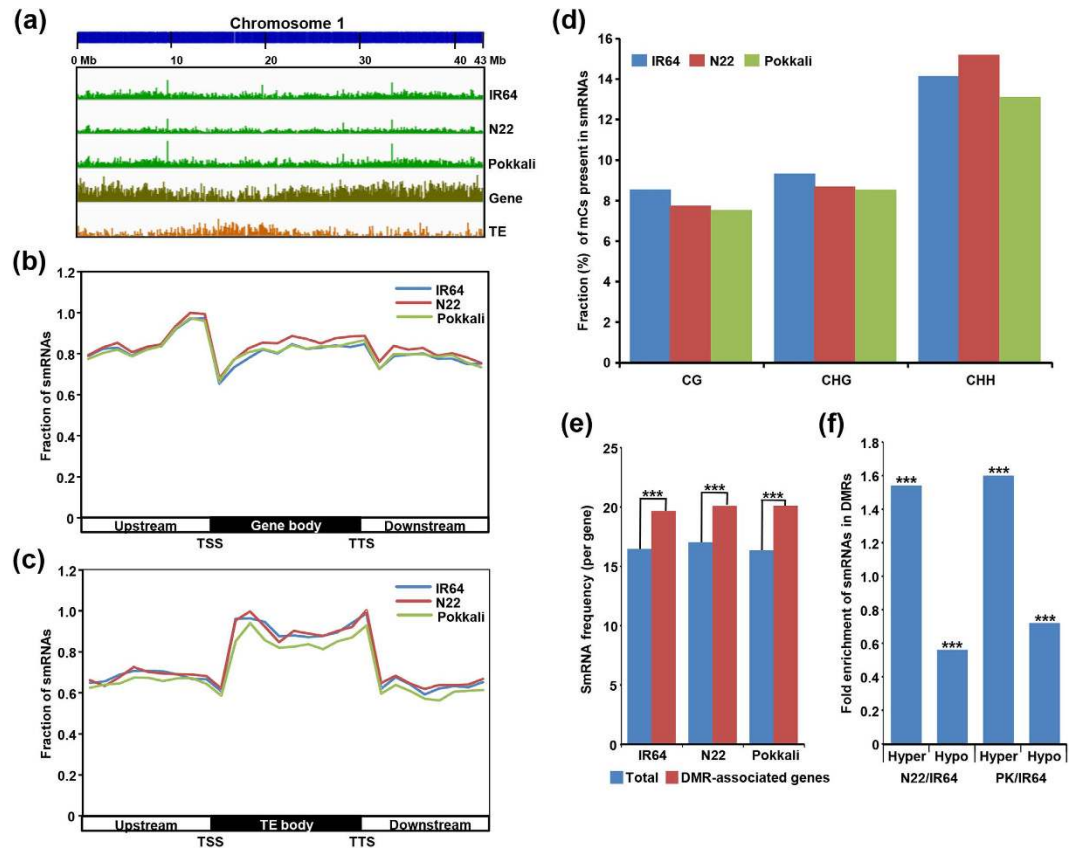 (a)
Chromosome 1
0 Mb 10 20 30 40 43 Mb
IR64
N22
Pokkali
Gene
TE
(b)
Fraction of smRNAs
1.2
1.0
0.8
0.6
0.4
0.2
0
IR64
N22
Pokkali
Upstream Gene body Downstream
TSS TTS
(c)
Fraction of smRNAs
1.2
1.0
0.8
0.6
0.4
0.2
0
IR64
N22
Pokkali
Upstream TE body Downstream
TSS TTS
(d)
Fraction (%) of mCs present in smRNAs
16
14
12
10
8
6
4
2
0
IR64 N22 Pokkali
CG CHG CHH
(e)
SmRNA frequency (per gene)
25
20
15
10
5
0
*** *** ***
IR64 N22 Pokkali
Total DMR-associated genes
(f)
Fold enrichment of smRNAs in DMRs
1.8
1.6
1.4
1.2
1.0
0.8
0.6
0.4
0.2
0
*** *** *** ***
Hyper Hypo Hyper Hypo
N22/IR64 PK/IR64